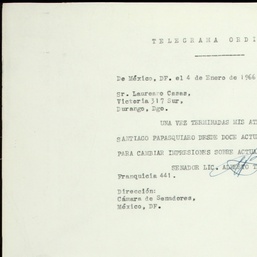 TELEGRAMA ORDI
De México, DF. el 4 de Enero de 1966
Sr. Laurenzo Casas,
Victoria 317 Sur.
Durango, Dgo.
UNA VEZ TERMINADAS MIS AT
SANTIAGO PAPASQUIARO DESDE DOCE ACTU
PARA CAMBIAR IMPRESIONES SOBRE ACTUA
SENADOR LIC.
Franquicia 441.
Dirección:
Cámara de Senadores,
México, DF.